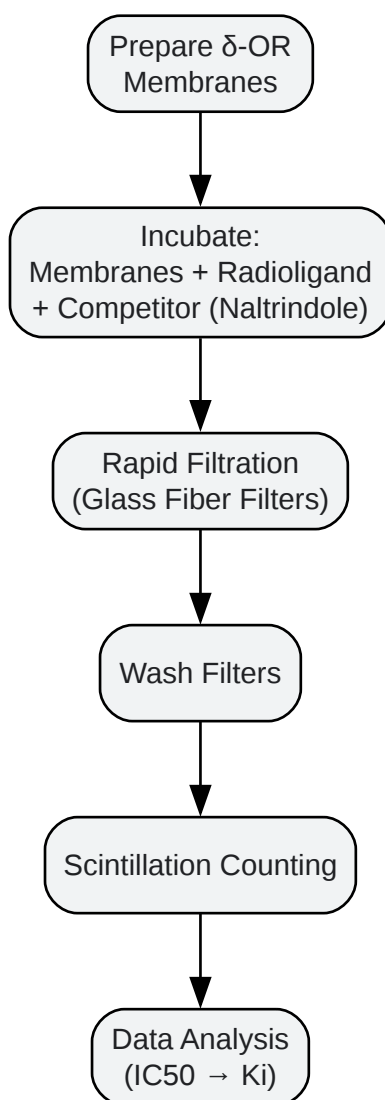 Prepare δ-OR
Membranes
Incubate:
Membranes + Radioligand
+ Competitor (Naltrindole)
Rapid Filtration
(Glass Fiber Filters)
Wash Filters
Scintillation Counting
Data Analysis
(IC50 → Ki)